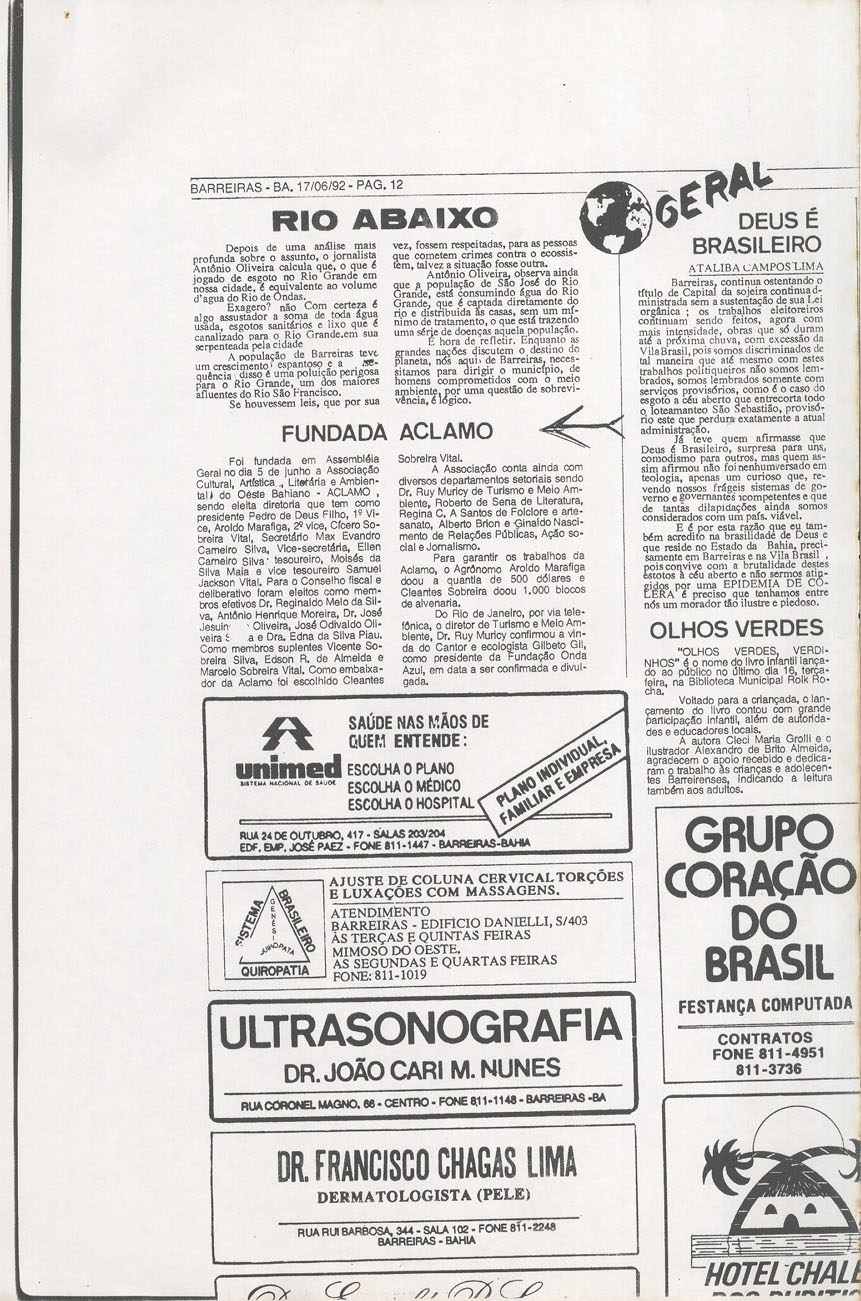 BARREIRAS - BA. 17/06/92 - PAG. 12
GERAL
RIO ABAIXO
Depois de uma análise mais
profunda sobre o assunto, o jornalista
Antônio Oliveira calcula que, o que é
jogado de esgoto no Rio Grande em
nossa cidade, é equivalente ao volume
d'agua do Rio de Ondas.
Exagero? não Com certeza é
algo assustador a soma de toda água
usada, esgotos sanitários e lixo que é
canalizado para o Rio Grande.em sua
serpenteada pela cidade
A população de Barreiras teve
um crescimento espantoso e a se-
quência disso é uma poluição perigosa
para o Rio Grande, um dos maiores
afluentes do Rio São Francisco.
Se houvessem leis, que por sua
vez, fossem respeitadas, para as pessoas
que cometem crimes contra o ecossis-
têm, talvez a situação fosse outra.
Antônio Oliveira, observa ainda
que a população de São José do Rio
Grande, está consumindo água do Rio
Grande, que é captada diretamente do
rio e distribuida às casas, sem um mí-
nimo de tratamento, o que está trazendo
uma série de doenças aquela população.
É hora de refletir. Enquanto as
grandes nações discutem o destino do
planeta, nós aqui de Barreiras, neces-
sitamos para dirigir o município, de
homens comprometidos com o meio
ambiente, por uma questão de sobrevi-
vência, é lógico.
FUNDADA ACLAMO
Foi fundada em Assembléia
Geral no dia 5 de junho a Associação
Cultural, Artística, Literária e Ambien-
tal do Oéste Bahiano - ACLAMO ,
sendo eleita diretoria que tem como
presidente Pedro de Deus Filho, 1º Vi-
ce, Aroldo Marafiga, 2º vice, Cícero So-
breira Vital, Secretário Max Evandro
Carneiro Silva, Vice-secretária, Ellen
Carneiro Silva tesoureiro, Moisés da
Silva Maia e vice tesoureiro Samuel
Jackson Vital. Para o Conselho fiscal e
deliberativo foram eleitos como mem-
bros efetivos Dr. Reginaldo Melo da Sil-
va, Antônio Henrique Moreira, Dr. José
Oliveira, José Odivaldo Oli-
veira e Dra. Edna da Silva Piau.
Como membros suplentes Vicente So-
breira Silva, Edson R. de Almeida e
Marcelo Sobreira Vital. Como embaixa-
dor da Aclamo foi escolhido Cleantes
Sobreira Vital.
A Associação conta ainda com
diversos departamentos setoriais sendo
Dr. Ruy Muricy de Turismo e Meio Am-
biente, Roberto de Sena de Literatura,
Regina C. A Santos de Folclore e arte-
sanato, Alberto Brion e Ginaldo Nasci-
mento de Relações Públicas, Ação so-
cial e Jornalismo.
Para garantir os trabalhos da
Aclamo, o Agrônomo Aroldo Marafiga
doou a quantia de 500 dólares e
Cleantes Sobreira doou 1.000 blocos
de alvenaria.
Do Rio de Janeiro, por via tele-
fônica, o diretor de Turismo e Meio Am-
biente, Dr. Ruy Muricy confirmou a vin-
da do Cantor e ecologista Gilbeto Gil,
como presidente da Fundação Onda
Azul, em data a ser confirmada e divul-
gada.
DEUS É
BRASILEIRO
ATALIBA CAMPOS LIMA
Barreiras, continua ostentando o
título de Capital da sojeira continuad-
ministrada sem a sustentação de sua Lei
orgânica ; os trabalhos eleitoreiros
continuam sendo feitos, agora com
mais intensidade, obras que só duram
até a próxima chuva, com excessão da
Vila Brasil, pois somos discriminados de
tal maneira que até mesmo com estes
trabalhos politiqueiros não somos lem-
brados, somos lembrados somente com
serviços provisórios, como é o caso do
esgoto a céu aberto que entrecorta todo
o loteamanteo São Sebastião, provisó-
rio este que perdura exatamente a atual
administração.
Já teve quem afirmasse que
Deus é Brasileiro, surpresa para uns,
comodismo para outros, mas quem as-
sim afirmou não foi nenhum versado em
teologia, apenas um curioso que, re-
vendo nossos frágeis sistemas de go-
verno e governantes competentes e que
de tantas dilapidações ainda somos
considerados com um país. viável.
E é por esta razão que eu tam-
bém acredito na brasilidade de Deus e
que reside no Estado da Bahia, preci-
samente em Barreiras e na Vila Brasil ,
pois convive com a brutalidade destes
estotos à céu aberto e não sermos atin-
gidos por uma EPIDEMIA DE CÓ-
LERA é preciso que tenhamos entre
nós um morador tão ilustre e piedoso.
OLHOS VERDES
"OLHOS VERDES, VERDI-
NHOS" é o nome do livro infantil lança-
do ao público no último dia 16, terça-
feira, na Biblioteca Municipal Rolk Ro-
cha.
Voltado para a criançada, o lan-
çamento do livro contou com grande
participação infantil, além de autorida-
des e educadores locais.
A autora Cleci Maria Grolli e o
ilustrador Alexandro de Brito Almeida,
agradecem o apoio recebido e dedica-
ram o trabalho às crianças e adolecen-
tes Barreirenses, indicando a leitura
também aos adultos.
unimed
SISTEMA NACIONAL DE SAÚDE
SAÚDE NAS MÃOS DE
QUEM ENTENDE:
ESCOLHA O PLANO
ESCOLHA O MÉDICO
ESCOLHA O HOSPITAL
PLANO INDIVIDUAL,
FAMILIAR E EMPRESA
RUA 24 DE OUTUBRO, 417 - SALAS 203/204
EDF. EMP. JOSÉ PAEZ - FONE 811-1447 - BARREIRAS-BAHIA
SISTEMA BRASILEIRO
GENÉSI
QUIROPATIA
AJUSTE DE COLUNA CERVICAL TORÇÕES
E LUXAÇÕES COM MASSAGENS.
ATENDIMENTO
BARREIRAS - EDIFÍCIO DANIELLI, S/403
ÀS TERÇAS E QUINTAS FEIRAS
MIMOSO DO OESTE.
AS SEGUNDAS E QUARTAS FEIRAS
FONE: 811-1019
ULTRASONOGRAFIA
DR. JOÃO CARI M. NUNES
RUA CORONEL MAGNO, 66 - CENTRO - FONE 811-1148 - BARREIRAS -BA
DR. FRANCISCO CHAGAS LIMA
DERMATOLOGISTA (PELE)
RUA RUI BARBOSA, 344 - SALA 102 - FONE 811-2248
BARREIRAS - BAHIA
GRUPO
CORAÇÃO
DO
BRASIL
FESTANÇA COMPUTADA
CONTRATOS
FONE 811-4951
811-3736
HOTEL CHALE